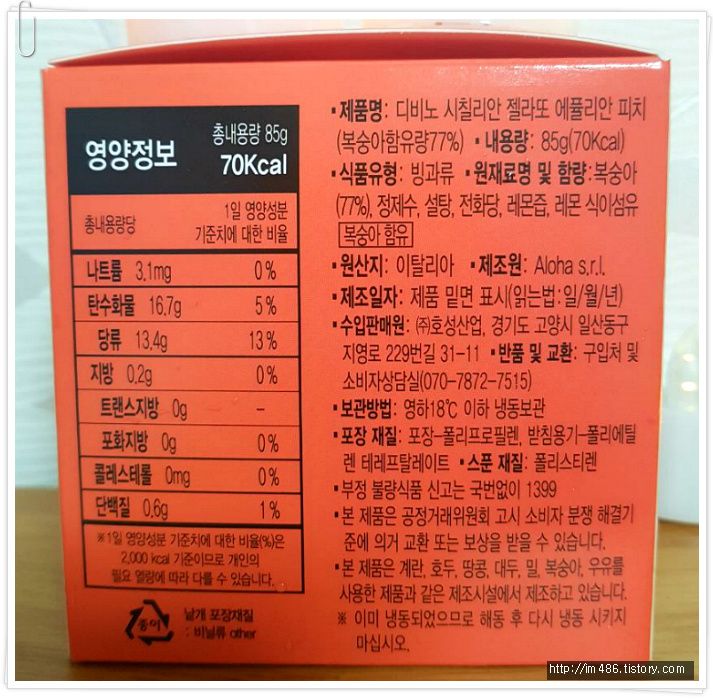 영양정보
총내용량 85g
70Kcal
총내용량당
1일 영양성분
기준치에 대한 비율
나트륨 3.1mg 0%
탄수화물 16.7g 5%
당류 13.4g 13%
지방 0.2g 0%
트랜스지방 0g -
포화지방 0g 0%
콜레스테롤 0mg 0%
단백질 0.6g 1%
※1일 영양성분 기준치에 대한 비율(%)은
2,000 kcal 기준이므로 개인의
필요 열량에 따라 다를 수 있습니다.
종이
낱개 포장재질
: 비닐류 other
▪제품명: 디비노 시칠리안 젤라또 에퓰리안 피치
(복숭아함유량77%) ▪내용량: 85g(70Kcal)
▪식품유형: 빙과류 ▪원재료명 및 함량:복숭아
(77%), 정제수, 설탕, 전화당, 레몬즙, 레몬 식이섬유
복숭아 함유
▪원산지: 이탈리아 ▪제조원: Aloha s.r.l.
▪제조일자: 제품 밑면 표시(읽는법:일/월/년)
▪수입판매원: ㈜호성산업, 경기도 고양시 일산동구
지영로 229번길 31-11 ▪반품 및 교환: 구입처 및
소비자상담실(070-7872-7515)
▪보관방법: 영하18℃ 이하 냉동보관
▪포장 재질: 포장-폴리프로필렌, 받침용기-폴리에틸
렌 테레프탈레이트 ▪스푼 재질: 폴리스티렌
▪부정 불량식품 신고는 국번없이 1399
▪본 제품은 공정거래위원회 고시 소비자 분쟁 해결기
준에 의거 교환 또는 보상을 받을 수 있습니다.
▪본 제품은 계란, 호두, 땅콩, 대두, 밀, 복숭아, 우유를
사용한 제품과 같은 제조시설에서 제조하고 있습니다.
※ 이미 냉동되었으므로 해동 후 다시 냉동 시키지
마십시오.
http://im486.tistory.com